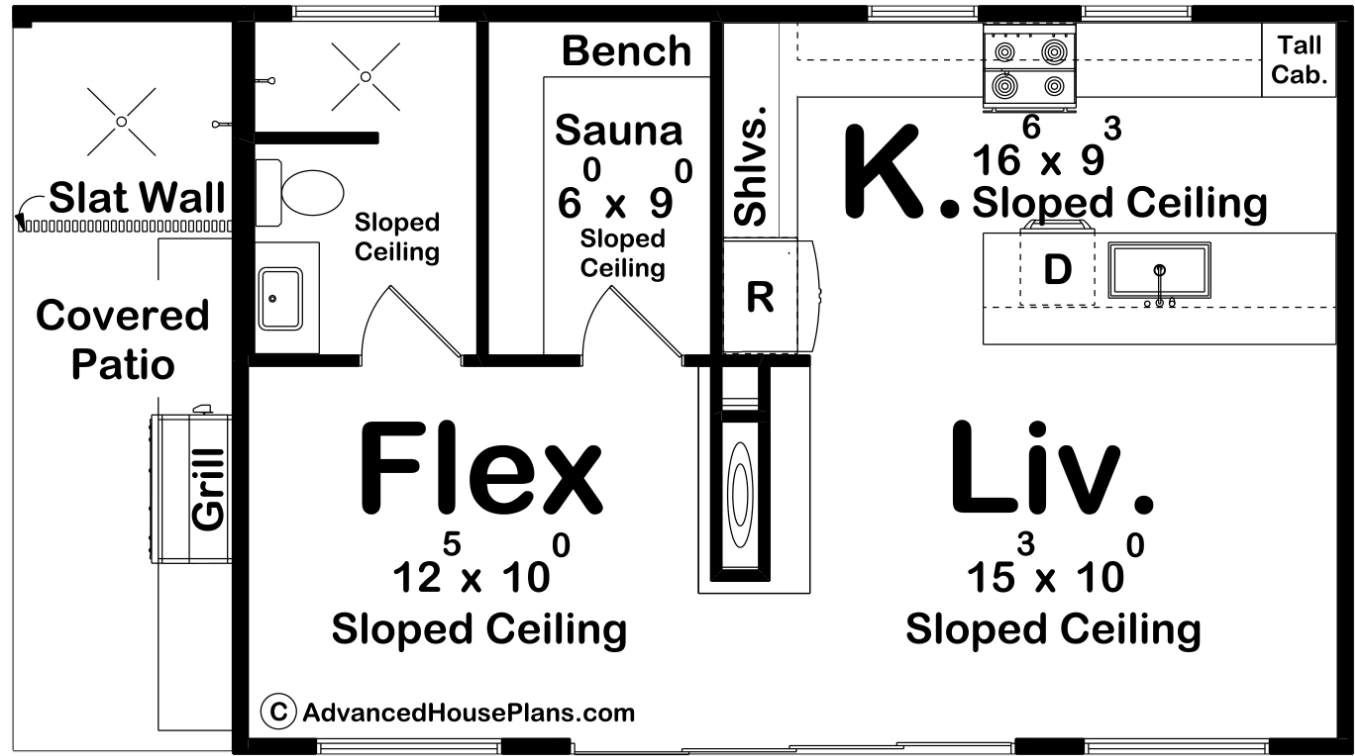 Slat Wall
Covered
Patio
Grill
Sloped
Ceiling
Bench
Sauna
6⁰ x 9⁰
Sloped
Ceiling
Shlvs.
R
K.
16⁶ x 9³
Sloped Ceiling
Tall
Cab.
D
Flex
12⁵ x 10⁰
Sloped Ceiling
Liv.
15³ x 10⁰
Sloped Ceiling
© AdvancedHousePlans.com